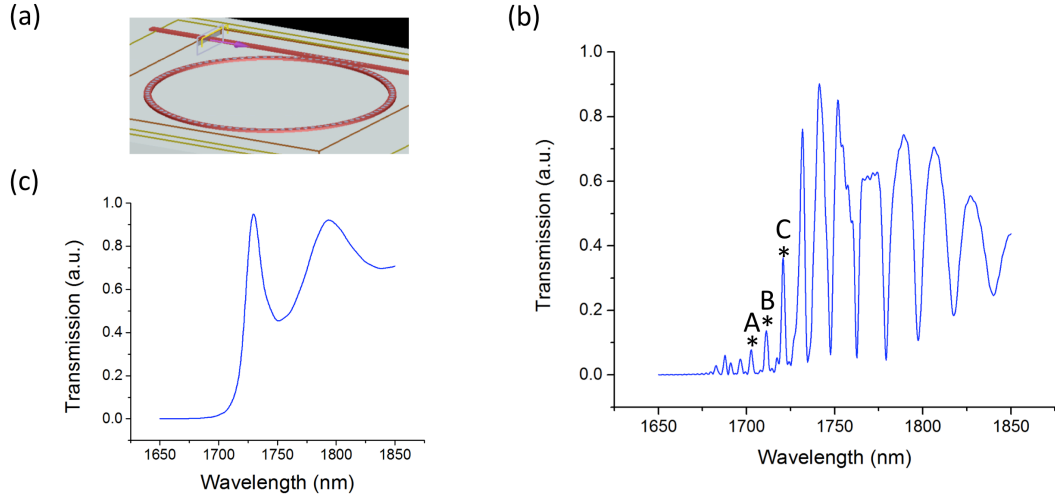 (a)
(b)
1.0
0.8
0.6
0.4
0.2
0.0
Transmission (a.u.)
C
B
A
*
*
*
1650 1700 1750 1800 1850
Wavelength (nm)
(c)
1.0
0.8
0.6
0.4
0.2
0.0
Transmission (a.u.)
1650 1700 1750 1800 1850
Wavelength (nm)